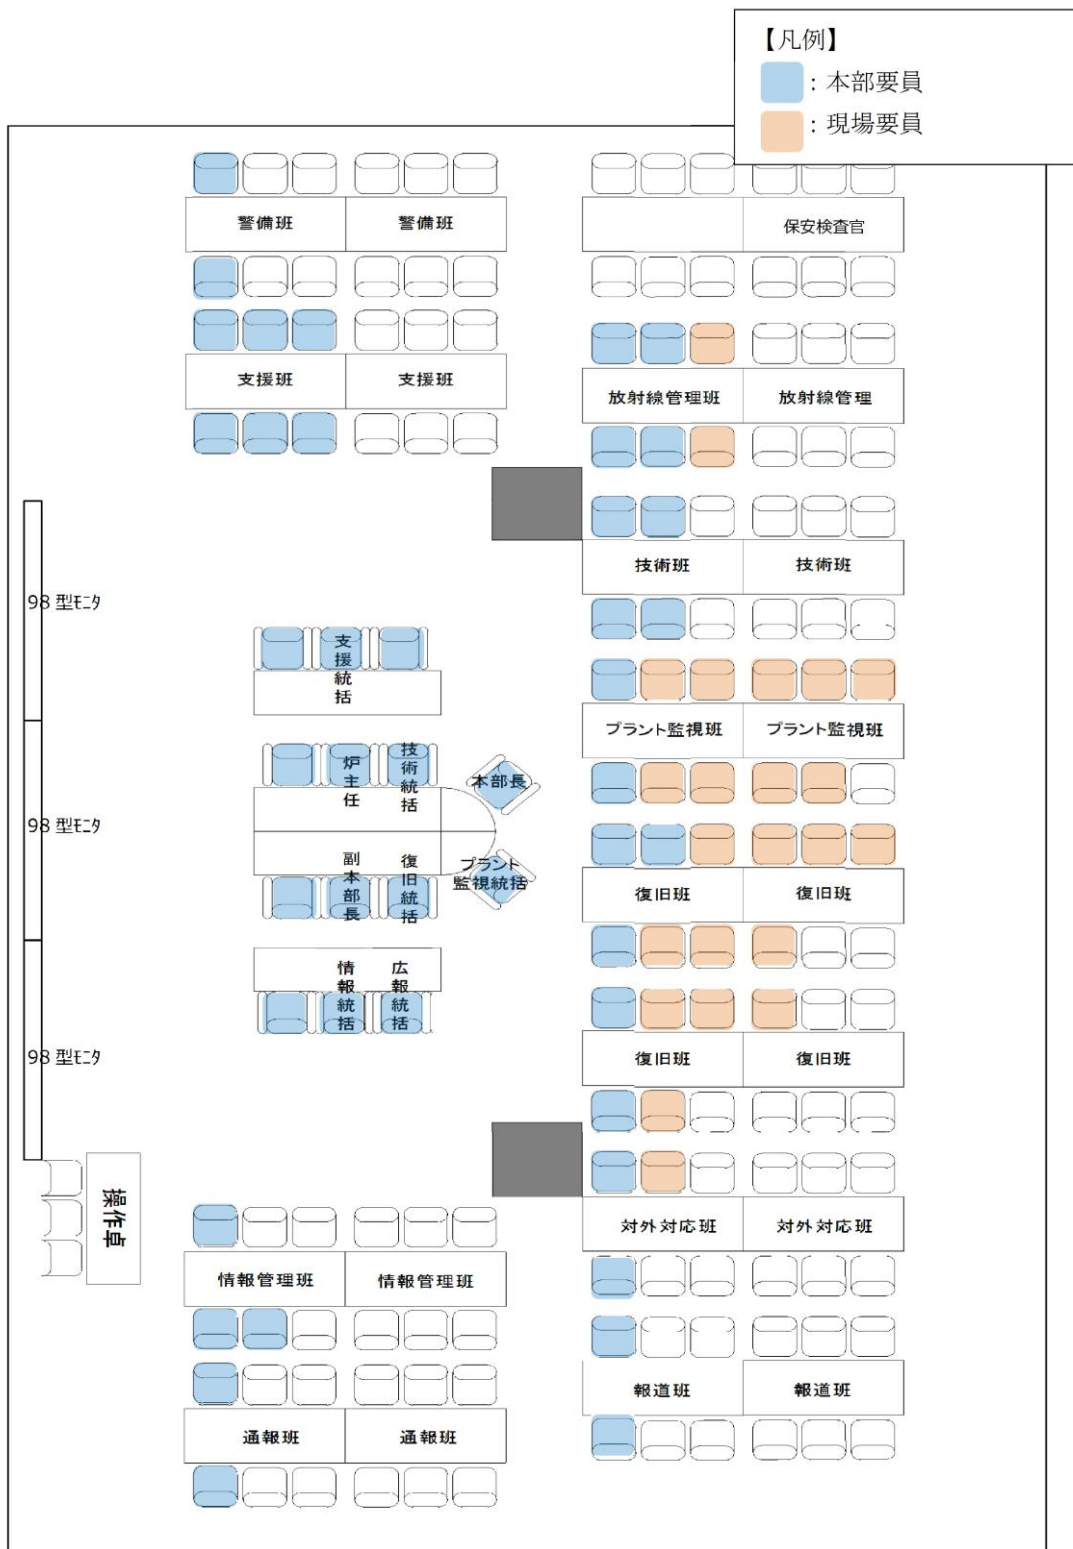 【凡例】
：本部要員
：現場要員
警備班
警備班
保安検査官
支援班
支援班
放射線管理班
放射線管理
技術班
技術班
98 型ﾓﾆﾀ
支援統括
プラント監視班
プラント監視班
炉主任
技術統括
本部長
98 型ﾓﾆﾀ
副本部長
復旧統括
プラント
監視統括
復旧班
復旧班
情報統括
広報統括
98 型ﾓﾆﾀ
復旧班
復旧班
操作卓
対外対応班
対外対応班
情報管理班
情報管理班
報道班
報道班
通報班
通報班